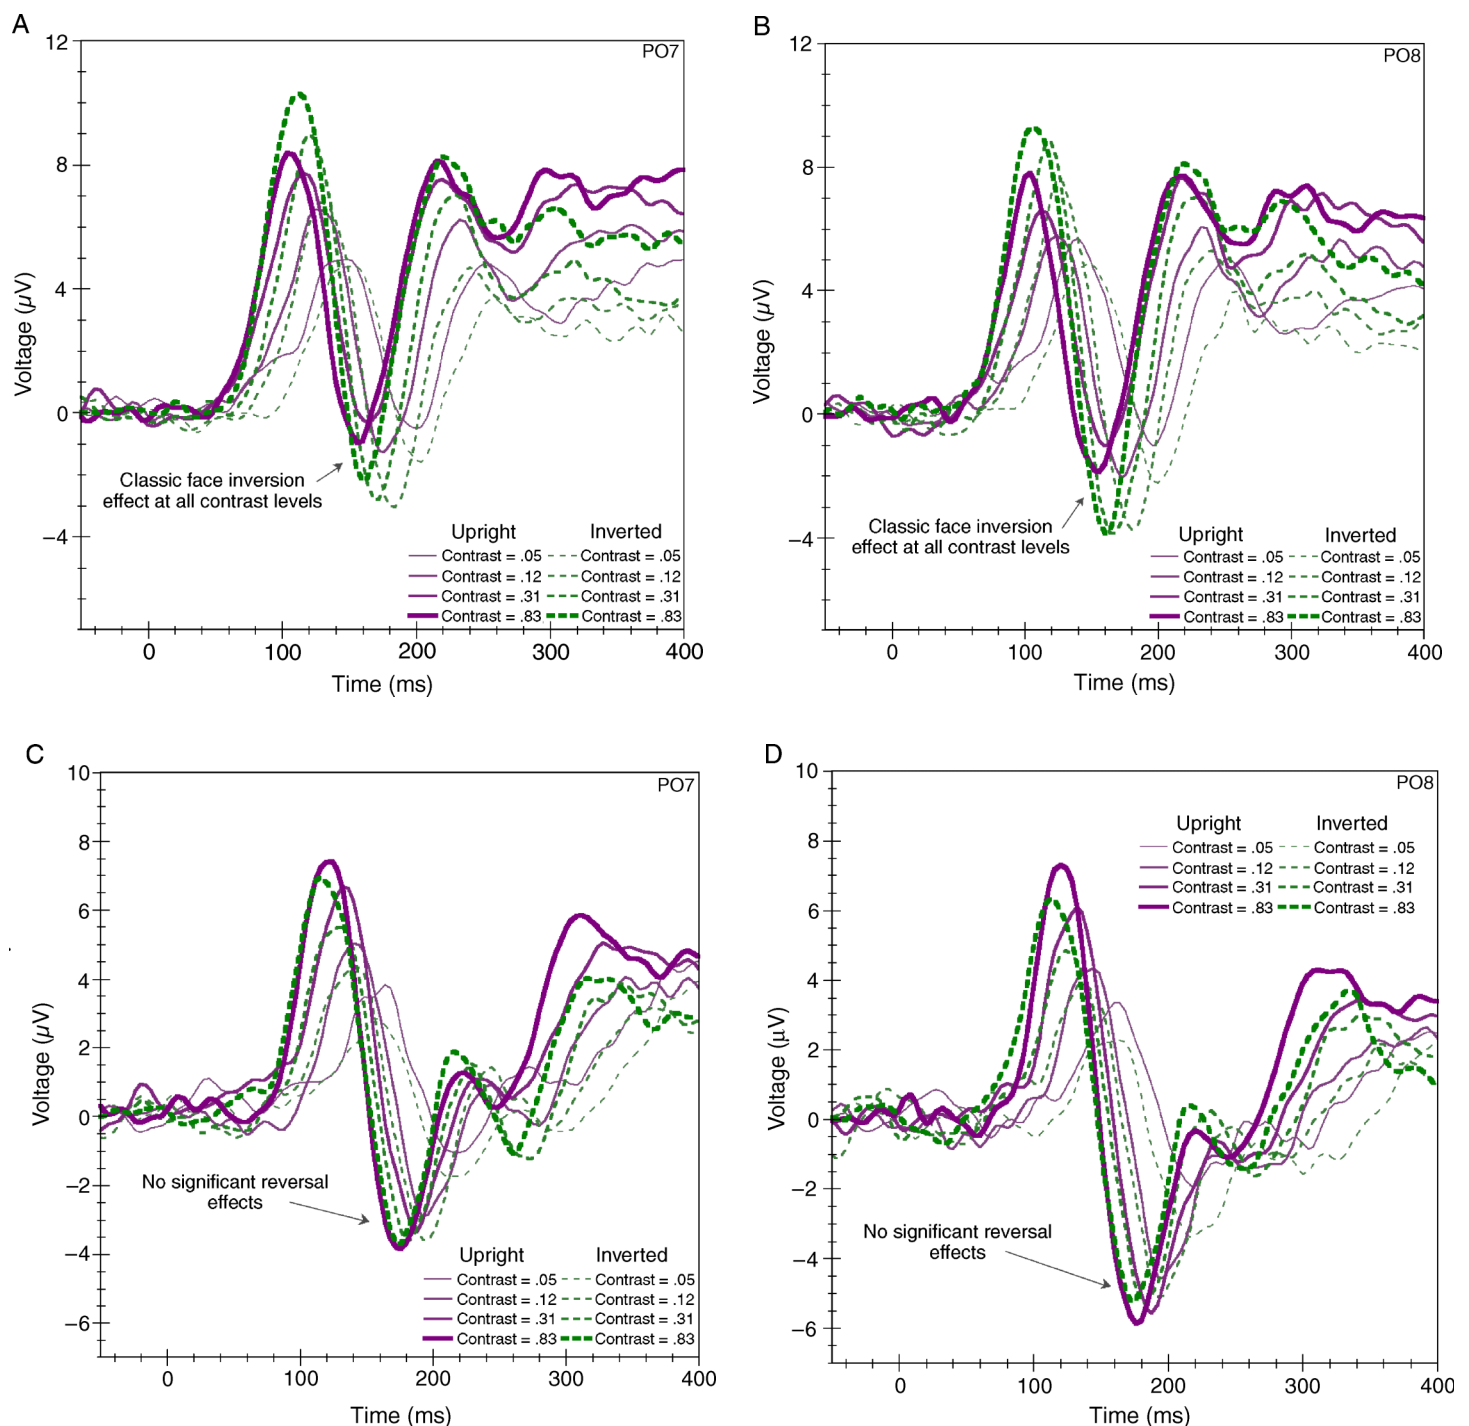 A
PO7
12
8
4
0
−4
Voltage (µV)
Classic face inversion
effect at all contrast levels
Upright Inverted
Contrast = .05 Contrast = .05
Contrast = .12 Contrast = .12
Contrast = .31 Contrast = .31
Contrast = .83 Contrast = .83
0 100 200 300 400
Time (ms)
B
PO8
12
8
4
0
−4
Voltage (µV)
Classic face inversion
effect at all contrast levels
Upright Inverted
Contrast = .05 Contrast = .05
Contrast = .12 Contrast = .12
Contrast = .31 Contrast = .31
Contrast = .83 Contrast = .83
0 100 200 300 400
Time (ms)
C
PO7
10
8
6
4
2
0
−2
−4
−6
Voltage (µV)
No significant reversal
effects
Upright Inverted
Contrast = .05 Contrast = .05
Contrast = .12 Contrast = .12
Contrast = .31 Contrast = .31
Contrast = .83 Contrast = .83
0 100 200 300 400
Time (ms)
D
PO8
10
8
6
4
2
0
−2
−4
−6
Voltage (µV)
Upright Inverted
Contrast = .05 Contrast = .05
Contrast = .12 Contrast = .12
Contrast = .31 Contrast = .31
Contrast = .83 Contrast = .83
No significant reversal
effects
0 100 200 300 400
Time (ms)